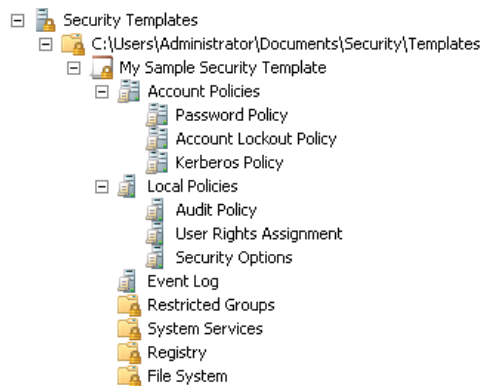 Security Templates
C:\Users\Administrator\Documents\Security\Templates
My Sample Security Template
Account Policies
Password Policy
Account Lockout Policy
Kerberos Policy
Local Policies
Audit Policy
User Rights Assignment
Security Options
Event Log
Restricted Groups
System Services
Registry
File System